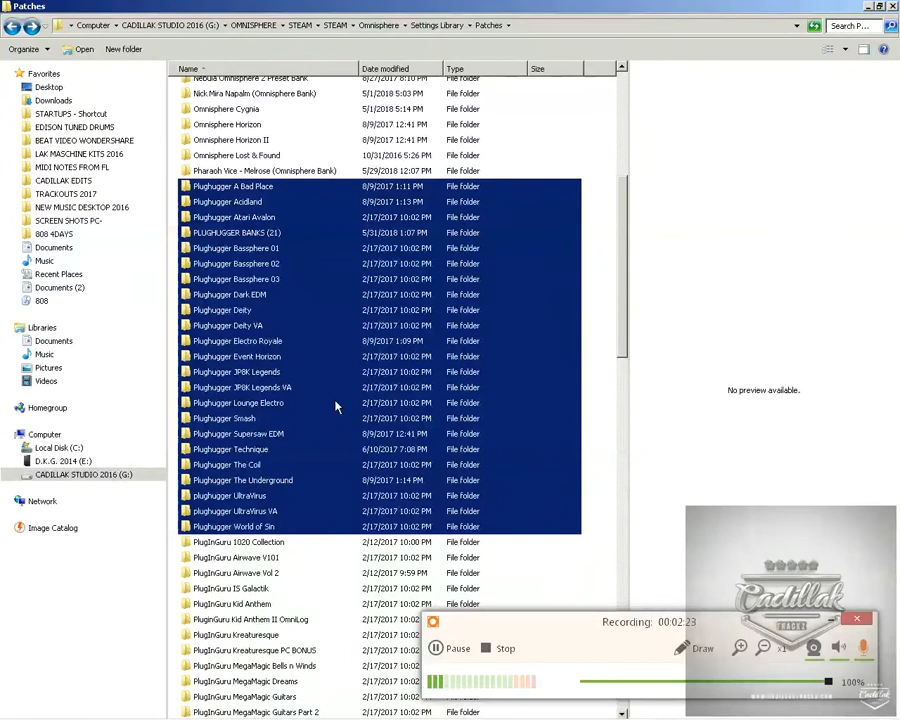 Patches
Computer ▸ CADILLAK STUDIO 2016 (G:) ▸ OMNISPHERE ▸ STEAM ▸ STEAM ▸ Omnisphere ▸ Settings Library ▸ Patches ▸
Search P...
Organize Open New folder
Favorites
Desktop
Downloads
STARTUPS - Shortcut
EDISON TUNED DRUMS
BEAT VIDEO WONDERSHARE
LAK MASCHINE KITS 2016
MIDI NOTES FROM FL
CADILLAK EDITS
TRACKOUTS 2017
NEW MUSIC DESKTOP 2016
SCREEN SHOTS PC-
808 4DAYS
Documents
Music
Recent Places
Documents (2)
808
Libraries
Documents
Music
Pictures
Videos
Homegroup
Computer
Local Disk (C:)
D.K.G. 2014 (E:)
CADILLAK STUDIO 2016 (G:)
Network
Image Catalog
Name Date modified Type Size
Nebula Omnisphere 2 Preset Bank 8/27/2017 8:10 PM File folder
Nick Mira Napalm (Omnisphere Bank) 5/1/2018 5:03 PM File folder
Omnisphere Cygnia 5/1/2018 5:14 PM File folder
Omnisphere Horizon 8/9/2017 12:41 PM File folder
Omnisphere Horizon II 8/9/2017 12:41 PM File folder
Omnisphere Lost & Found 10/31/2016 5:26 PM File folder
Pharaoh Vice - Melrose (Omnisphere Bank) 5/29/2018 12:07 PM File folder
Plughugger A Bad Place 8/9/2017 1:11 PM File folder
Plughugger Acidland 8/9/2017 1:13 PM File folder
Plughugger Atari Avalon 2/17/2017 10:02 PM File folder
PLUGHUGGER BANKS (21) 5/31/2018 1:07 PM File folder
Plughugger Bassphere 01 2/17/2017 10:02 PM File folder
Plughugger Bassphere 02 2/17/2017 10:02 PM File folder
Plughugger Bassphere 03 2/17/2017 10:02 PM File folder
Plughugger Dark EDM 2/17/2017 10:02 PM File folder
Plughugger Deity 2/17/2017 10:02 PM File folder
Plughugger Deity VA 2/17/2017 10:02 PM File folder
Plughugger Electro Royale 8/9/2017 1:09 PM File folder
Plughugger Event Horizon 2/17/2017 10:02 PM File folder
Plughugger JP8K Legends 2/17/2017 10:02 PM File folder
Plughugger JP8K Legends VA 2/17/2017 10:02 PM File folder
Plughugger Lounge Electro 2/17/2017 10:02 PM File folder
Plughugger Smash 2/17/2017 10:02 PM File folder
Plughugger Supersaw EDM 8/9/2017 12:41 PM File folder
Plughugger Technique 6/10/2017 7:08 PM File folder
Plughugger The Coil 2/17/2017 10:02 PM File folder
Plughugger The Underground 8/9/2017 1:14 PM File folder
plughugger UltraVirus 2/17/2017 10:02 PM File folder
Plughugger UltraVirus VA 2/17/2017 10:02 PM File folder
Plughugger World of Sin 2/17/2017 10:02 PM File folder
PlugInGuru 1020 Collection 2/12/2017 10:00 PM File folder
PlugInGuru Airwave V101 2/17/2017 10:02 PM File folder
PlugInGuru Airwave Vol 2 2/12/2017 9:59 PM File folder
PlugInGuru IS Galactik 2/17/2017 10:02 PM File folder
PlugInGuru Kid Anthem 2/17/2017 10:02 PM File folder
PluginGuru Kid Anthem II OmniLog
PlugInGuru Kreaturesque
PlugInGuru Kreaturesque PC BONUS
PlugInGuru MegaMagic Bells n Winds
PlugInGuru MegaMagic Dreams
PlugInGuru MegaMagic Guitars
PlugInGuru MegaMagic Guitars Part 2
No preview available.
Recording: 00:02:23
Pause Stop Draw x1
100%
Cadillak
TRACKZ